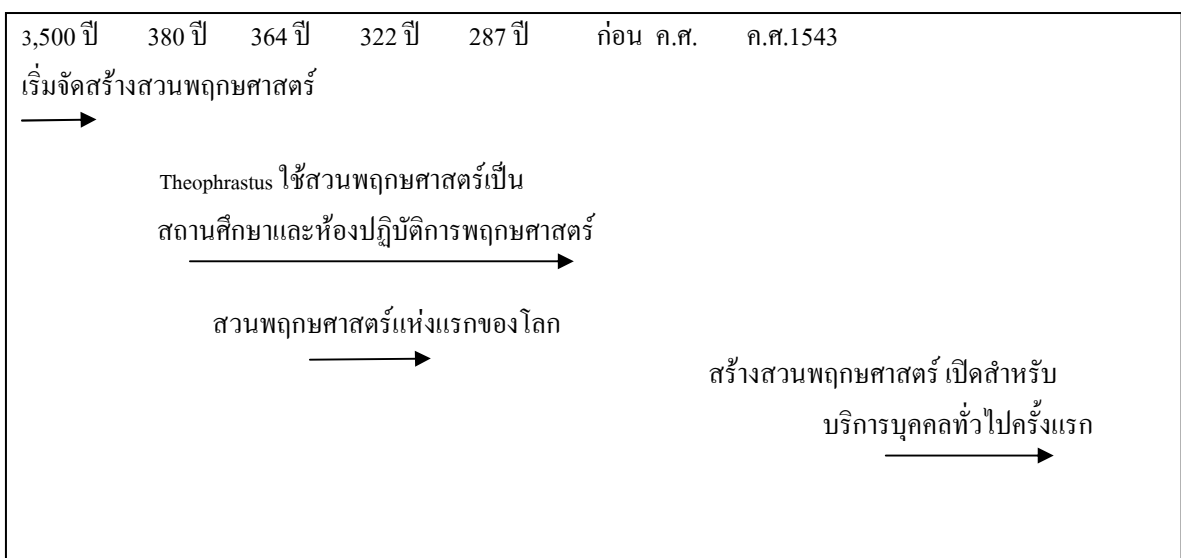 3,500 ปี 380 ปี 364 ปี 322 ปี 287 ปี ก่อน ค.ศ. ค.ศ.1543
เริ่มจัดสร้างสวนพฤกษศาสตร์
Theophrastus ใช้สวนพฤกษศาสตร์เป็น
สถานศึกษาและห้องปฏิบัติการพฤกษศาสตร์
สวนพฤกษศาสตร์แห่งแรกของโลก
สร้างสวนพฤกษศาสตร์ เปิดสำหรับ
บริการบุคคลทั่วไปครั้งแรก